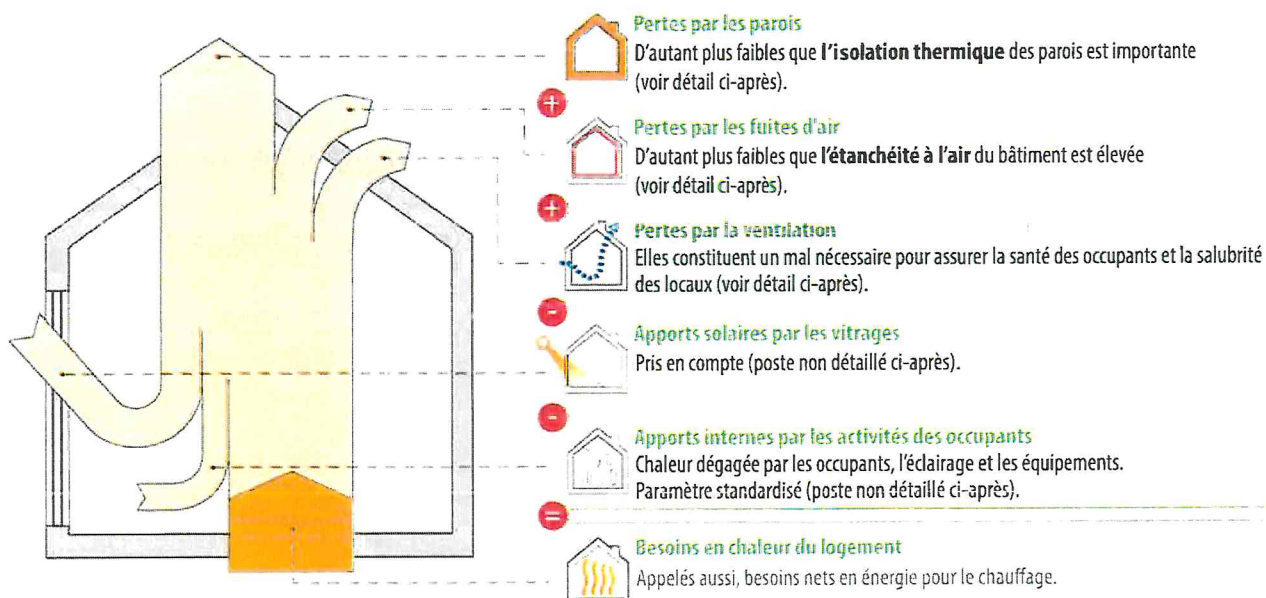 Pertes par les parois
D'autant plus faibles que l'isolation thermique des parois est importante
(voir détail ci-après).
+
Pertes par les fuites d'air
D'autant plus faibles que l'étanchéité à l'air du bâtiment est élevée
(voir détail ci-après).
+
Pertes par la ventilation
Elles constituent un mal nécessaire pour assurer la santé des occupants et la salubrité
des locaux (voir détail ci-après).
-
Apports solaires par les vitrages
Pris en compte (poste non détaillé ci-après).
-
Apports internes par les activités des occupants
Chaleur dégagée par les occupants, l'éclairage et les équipements.
Paramètre standardisé (poste non détaillé ci-après).
=
Besoins en chaleur du logement
Appelés aussi, besoins nets en énergie pour le chauffage.